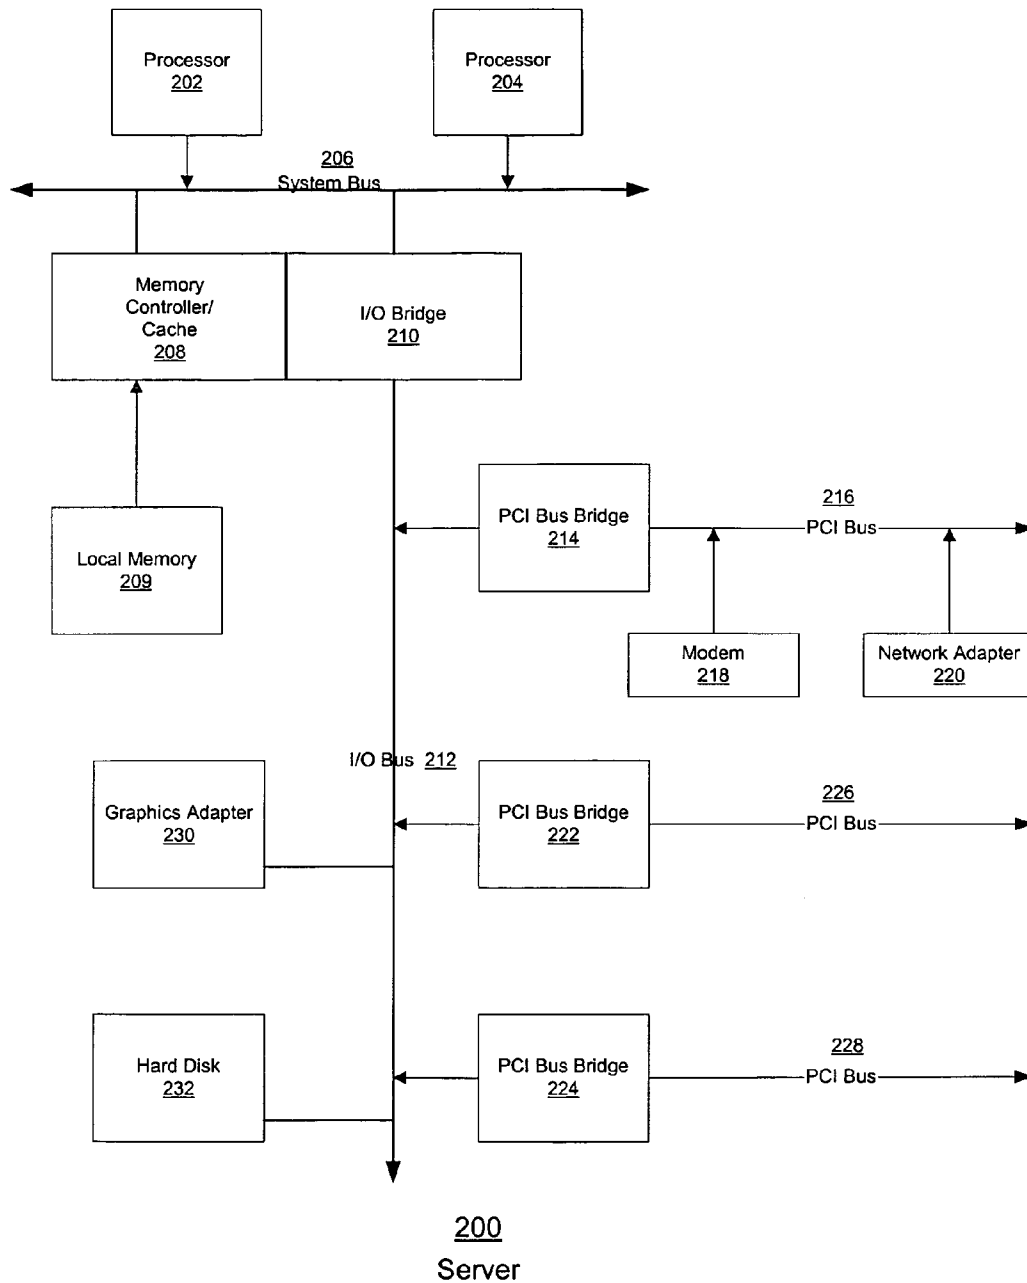 Processor
202
Processor
204
206
System Bus
Memory
Controller/
Cache
208
I/O Bridge
210
216
PCI Bus
PCI Bus Bridge
214
Local Memory
209
Modem
218
Network Adapter
220
I/O Bus 212
Graphics Adapter
230
PCI Bus Bridge
222
226
PCI Bus
Hard Disk
232
PCI Bus Bridge
224
228
PCI Bus
200
Server